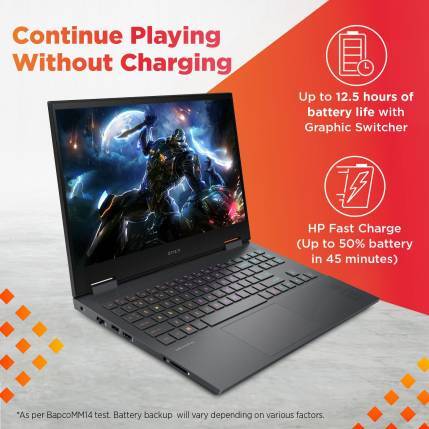 Continue Playing
Without Charging
Up to 12.5 hours of
battery life with
Graphic Switcher
HP Fast Charge
(Up to 50% battery
in 45 minutes)
*As per BapcoMM14 test. Battery backup will vary depending on various factors.